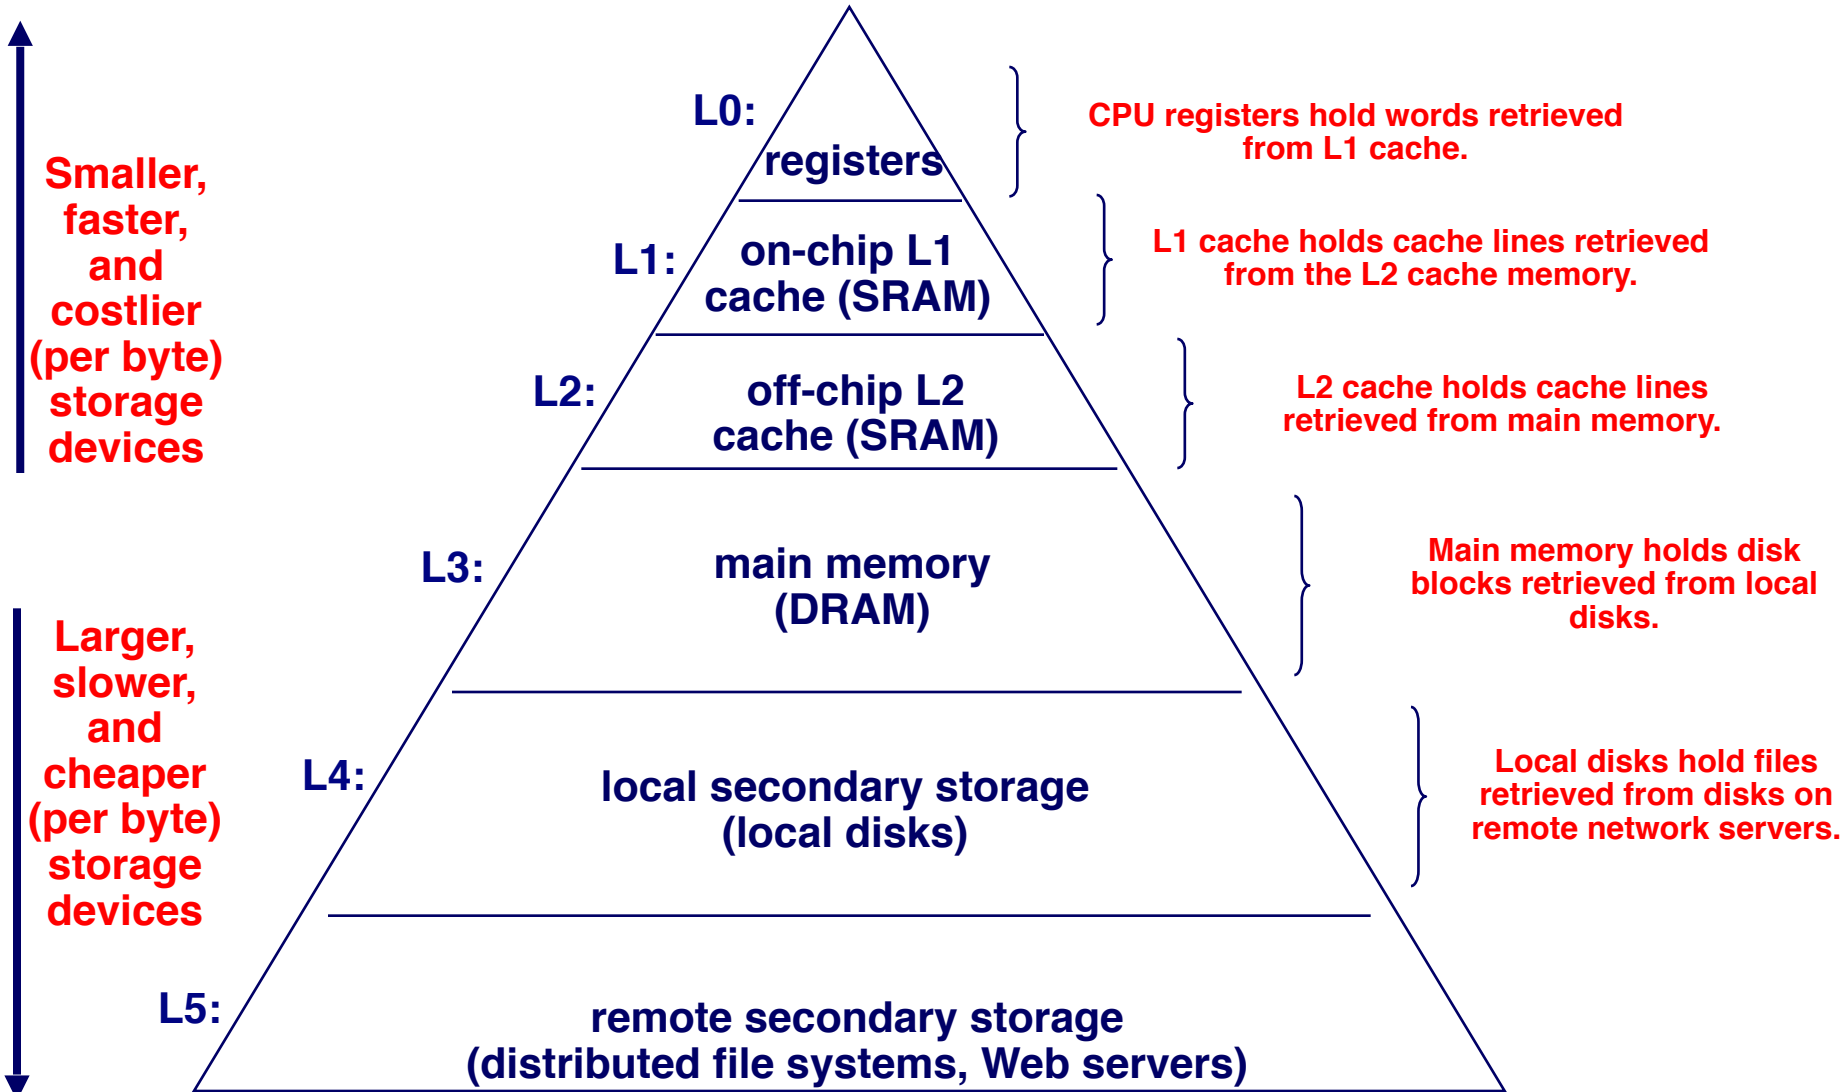 Smaller,
faster,
and
costlier
(per byte)
storage
devices
Larger,
slower,
and
cheaper
(per byte)
storage
devices
L0:
registers
CPU registers hold words retrieved
from L1 cache.
L1:
on-chip L1
cache (SRAM)
L1 cache holds cache lines retrieved
from the L2 cache memory.
L2:
off-chip L2
cache (SRAM)
L2 cache holds cache lines
retrieved from main memory.
L3:
main memory
(DRAM)
Main memory holds disk
blocks retrieved from local
disks.
L4:
local secondary storage
(local disks)
Local disks hold files
retrieved from disks on
remote network servers.
L5:
remote secondary storage
(distributed file systems, Web servers)